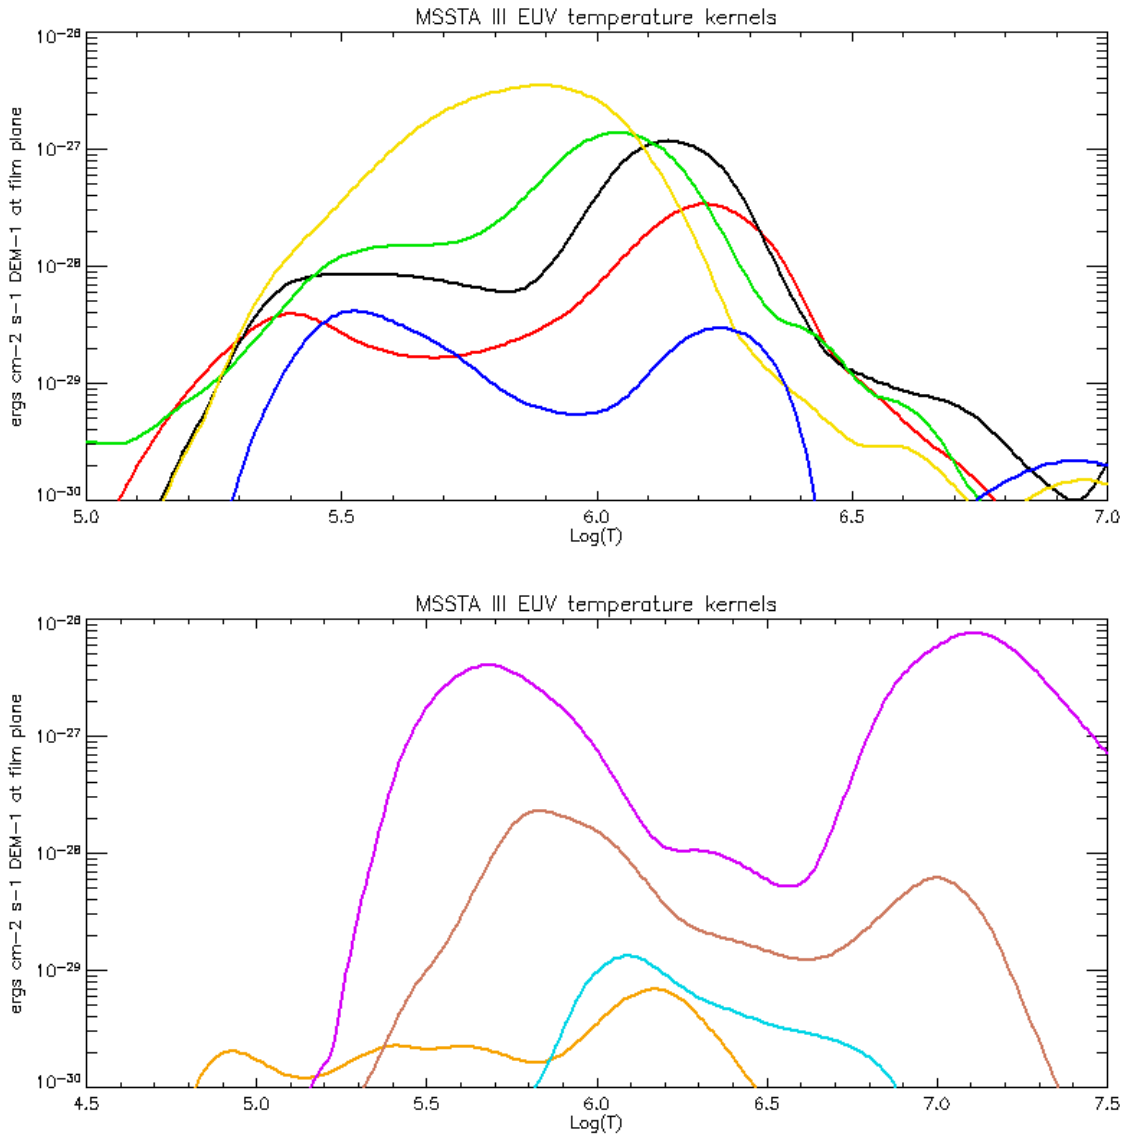 MSSTA III EUV temperature kernels
10−26
10−27
10−28
10−29
10−30
ergs cm−2 s−1 DEM−1 at film plane
5.0 5.5 6.0 6.5 7.0
Log(T)
MSSTA III EUV temperature kernels
10−26
10−27
10−28
10−29
10−30
ergs cm−2 s−1 DEM−1 at film plane
4.5 5.0 5.5 6.0 6.5 7.0 7.5
Log(T)